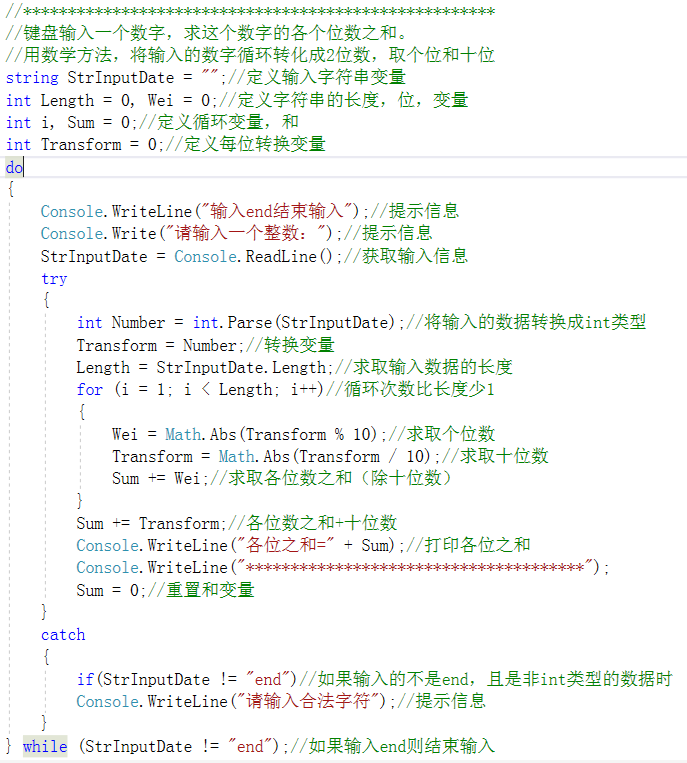 //**************************************************
//键盘输入一个数字，求这个数字的各个位数之和。
//用数学方法，将输入的数字循环转化成2位数，取个位和十位
string StrInputDate = "";//定义输入字符串变量
int Length = 0, Wei = 0;//定义字符串的长度，位，变量
int i, Sum = 0;//定义循环变量，和
int Transform = 0;//定义每位转换变量
do
{
    Console.WriteLine("输入end结束输入");//提示信息
    Console.Write("请输入一个整数：");//提示信息
    StrInputDate = Console.ReadLine();//获取输入信息
    try
    {
        int Number = int.Parse(StrInputDate);//将输入的数据转换成int类型
        Transform = Number;//转换变量
        Length = StrInputDate.Length;//求取输入数据的长度
        for (i = 1; i < Length; i++)//循环次数比长度少1
        {
            Wei = Math.Abs(Transform % 10);//求取个位数
            Transform = Math.Abs(Transform / 10);//求取十位数
            Sum += Wei;//求取各位数之和（除十位数）
        }
        Sum += Transform;//各位数之和+十位数
        Console.WriteLine("各位之和=" + Sum);//打印各位之和
        Console.WriteLine("**************************************");
        Sum = 0;//重置和变量
    }
    catch
    {
        if(StrInputDate != "end")//如果输入的不是end，且是非int类型的数据时
        Console.WriteLine("请输入合法字符");//提示信息
    }
} while (StrInputDate != "end");//如果输入end则结束输入